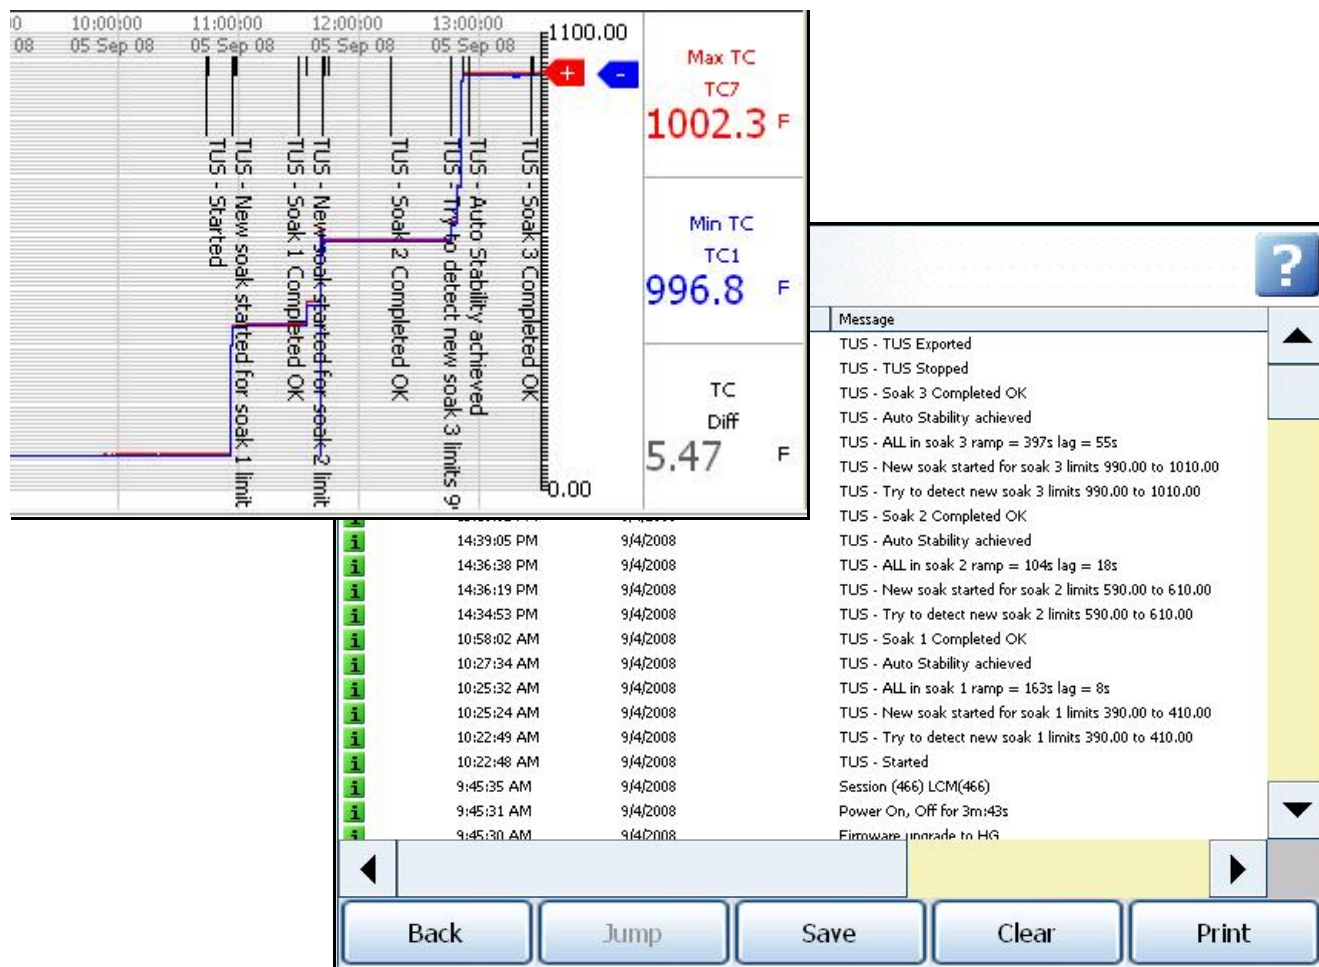 0 10:00:00 11:00:00 12:00:00 13:00:00
08 05 Sep 08 05 Sep 08 05 Sep 08 05 Sep 08
1100.00
+ -
0.00
TUS - Started
TUS - New soak started for soak 1 limit
TUS - Soak 1 Completed OK
TUS - New soak started for soak 2 limit
TUS - Soak 2 Completed OK
TUS - Try to detect new soak 3 limits 9
TUS - Auto Stability achieved
TUS - Soak 3 Completed OK
Max TC
TC7
1002.3 F
Min TC
TC1
996.8 F
TC
Diff
5.47 F
?
Message
TUS - TUS Exported
TUS - TUS Stopped
TUS - Soak 3 Completed OK
TUS - Auto Stability achieved
TUS - ALL in soak 3 ramp = 397s lag = 55s
TUS - New soak started for soak 3 limits 990.00 to 1010.00
TUS - Try to detect new soak 3 limits 990.00 to 1010.00
TUS - Soak 2 Completed OK
i 14:39:05 PM 9/4/2008 TUS - Auto Stability achieved
i 14:36:38 PM 9/4/2008 TUS - ALL in soak 2 ramp = 104s lag = 18s
i 14:36:19 PM 9/4/2008 TUS - New soak started for soak 2 limits 590.00 to 610.00
i 14:34:53 PM 9/4/2008 TUS - Try to detect new soak 2 limits 590.00 to 610.00
i 10:58:02 AM 9/4/2008 TUS - Soak 1 Completed OK
i 10:27:34 AM 9/4/2008 TUS - Auto Stability achieved
i 10:25:32 AM 9/4/2008 TUS - ALL in soak 1 ramp = 163s lag = 8s
i 10:25:24 AM 9/4/2008 TUS - New soak started for soak 1 limits 390.00 to 410.00
i 10:22:49 AM 9/4/2008 TUS - Try to detect new soak 1 limits 390.00 to 410.00
i 10:22:48 AM 9/4/2008 TUS - Started
i 9:45:35 AM 9/4/2008 Session (466) LCM(466)
i 9:45:31 AM 9/4/2008 Power On, Off for 3m:43s
i 9:45:30 AM 9/4/2008 Firmware upgrade to HG
Back Jump Save Clear Print